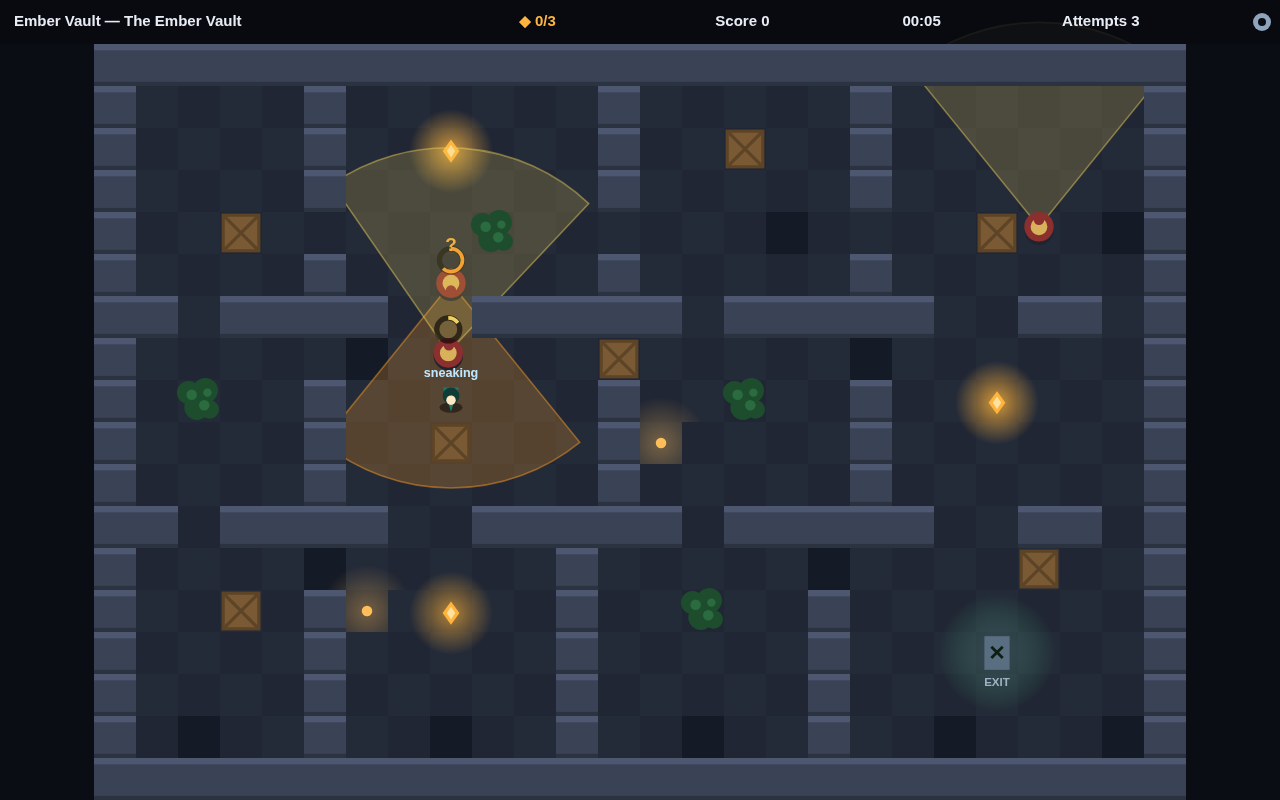 Ember Vault — The Ember Vault
◆ 0/3
Score 0
00:05
Attempts 3
?
sneaking
EXIT